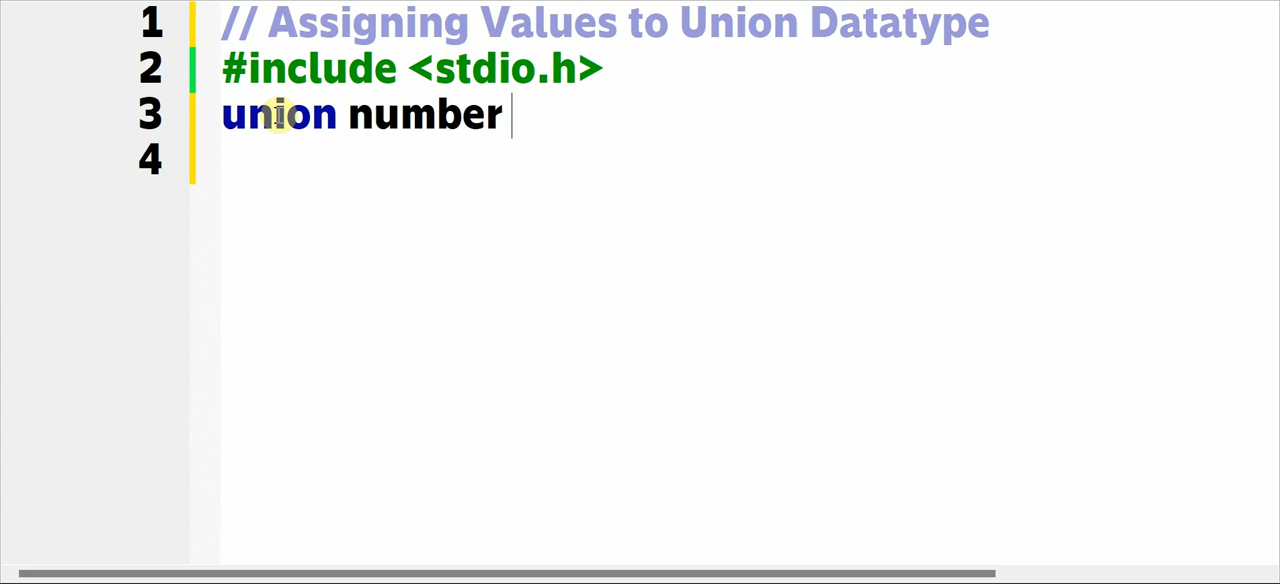 1 // Assigning Values to Union Datatype
2 #include <stdio.h>
3 union number
4